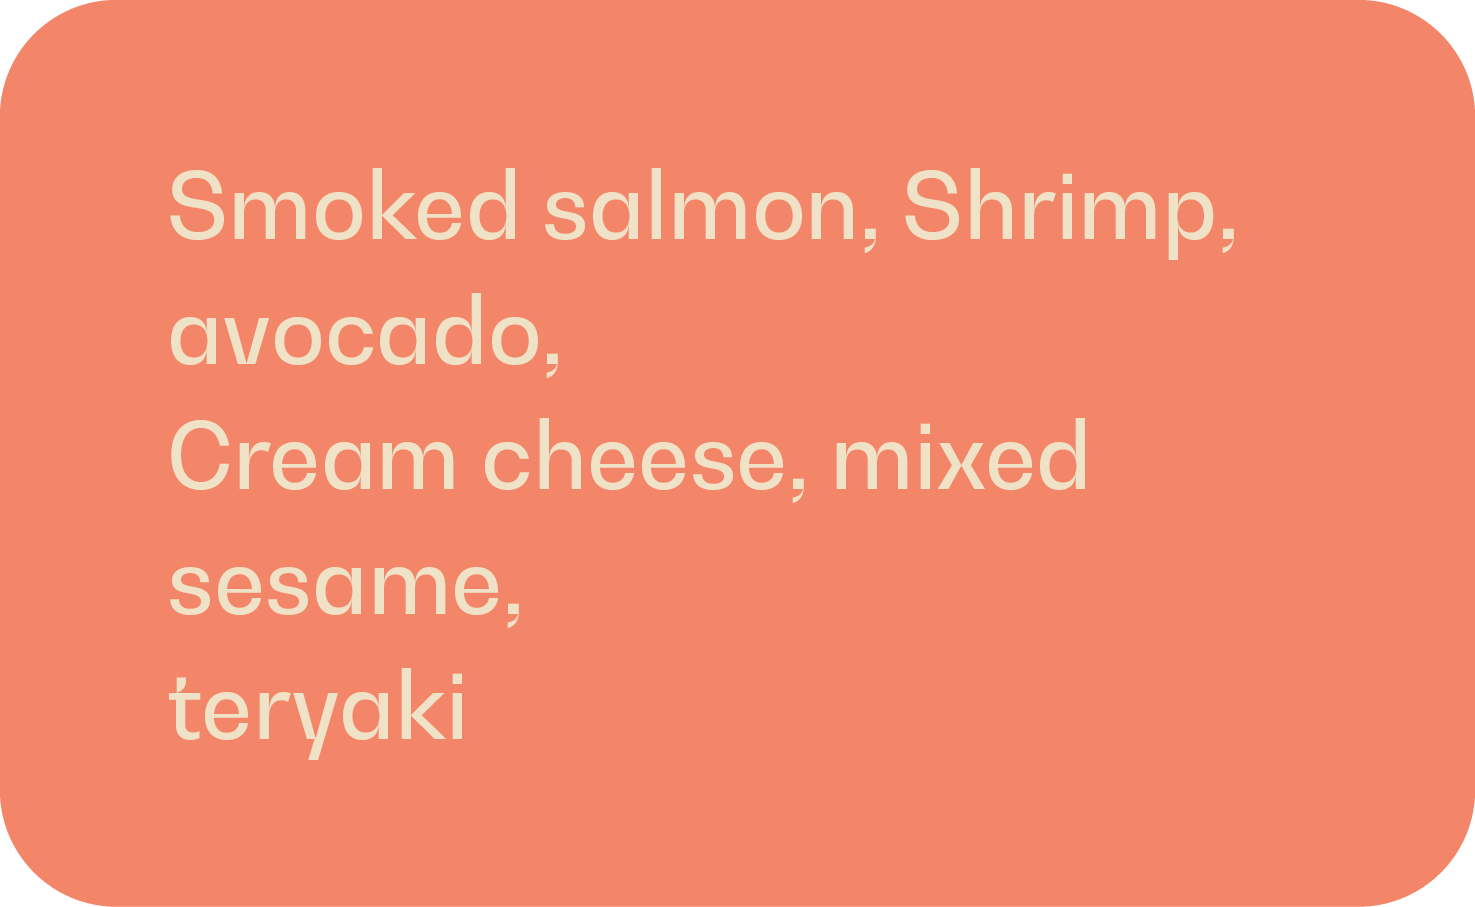 Smoked salmon, Shrimp,
avocado,
Cream cheese, mixed
sesame,
teryaki